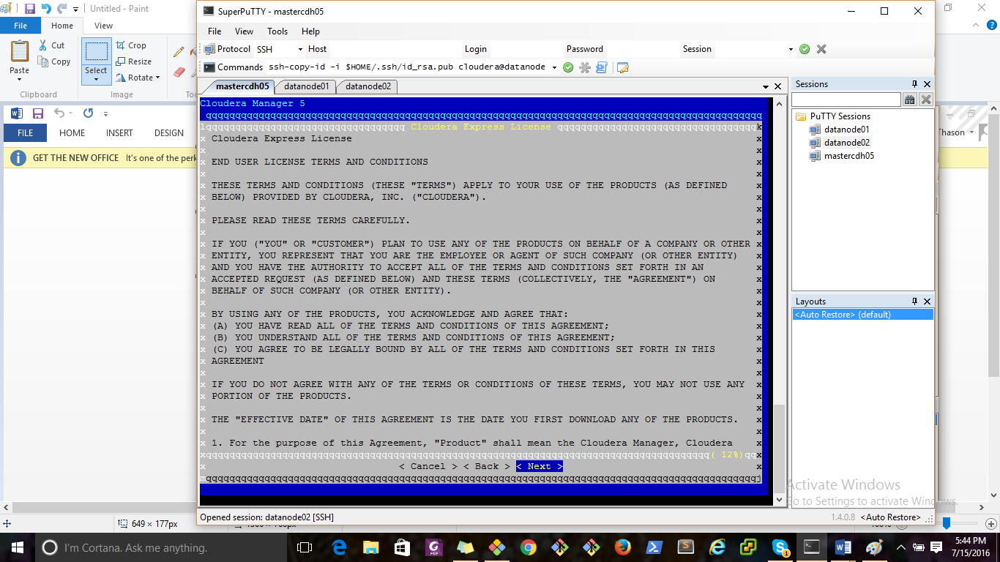 Untitled - Paint
File
Home
View
Paste
Cut
Copy
Clipboard
Select
Crop
Resize
Rotate
Image
FILE
HOME
INSERT
DESIGN
GET THE NEW OFFICE It's one of the perk
Thason
SuperPuTTY - mastercdh05
File View Tools Help
Protocol SSH Host Login Password Session
Commands ssh-copy-id -i $HOME/.ssh/id_rsa.pub cloudera@datanode
mastercdh05 datanode01 datanode02
Cloudera Manager 5
qqqqqqqqqqqqqqqqqqqqqqqqqqqqqqqqqqqqqqqqqqqqqqqqqqqqqqqqqqqqqqqqqqqqqqqqqqqqqqqqqqqqqqqqqqqqqqq
lqqqqqqqqqqqqqqqqqqqqqqqqqqqqqqqqqq Cloudera Express License qqqqqqqqqqqqqqqqqqqqqqqqqqqqqqqqqqk
x Cloudera Express License x
x x
x END USER LICENSE TERMS AND CONDITIONS x
x x
x THESE TERMS AND CONDITIONS (THESE "TERMS") APPLY TO YOUR USE OF THE PRODUCTS (AS DEFINED x
x BELOW) PROVIDED BY CLOUDERA, INC. ("CLOUDERA"). x
x x
x PLEASE READ THESE TERMS CAREFULLY. x
x x
x IF YOU ("YOU" OR "CUSTOMER") PLAN TO USE ANY OF THE PRODUCTS ON BEHALF OF A COMPANY OR OTHER x
x ENTITY, YOU REPRESENT THAT YOU ARE THE EMPLOYEE OR AGENT OF SUCH COMPANY (OR OTHER ENTITY) x
x AND YOU HAVE THE AUTHORITY TO ACCEPT ALL OF THE TERMS AND CONDITIONS SET FORTH IN AN x
x ACCEPTED REQUEST (AS DEFINED BELOW) AND THESE TERMS (COLLECTIVELY, THE "AGREEMENT") ON x
x BEHALF OF SUCH COMPANY (OR OTHER ENTITY). x
x x
x BY USING ANY OF THE PRODUCTS, YOU ACKNOWLEDGE AND AGREE THAT: x
x (A) YOU HAVE READ ALL OF THE TERMS AND CONDITIONS OF THIS AGREEMENT; x
x (B) YOU UNDERSTAND ALL OF THE TERMS AND CONDITIONS OF THIS AGREEMENT; x
x (C) YOU AGREE TO BE LEGALLY BOUND BY ALL OF THE TERMS AND CONDITIONS SET FORTH IN THIS x
x AGREEMENT x
x x
x IF YOU DO NOT AGREE WITH ANY OF THE TERMS OR CONDITIONS OF THESE TERMS, YOU MAY NOT USE ANY x
x PORTION OF THE PRODUCTS. x
x x
x THE "EFFECTIVE DATE" OF THIS AGREEMENT IS THE DATE YOU FIRST DOWNLOAD ANY OF THE PRODUCTS. x
x x
x 1. For the purpose of this Agreement, "Product" shall mean the Cloudera Manager, Cloudera x
xqqqqqqqqqqqqqqqqqqqqqqqqqqqqqqqqqqqqqqqqqqqqqqqqqqqqqqqqqqqqqqqqqqqqqqqqqqqqqqqqqqqqqq( 12%)qqx
x < Cancel > < Back > < Next > x
mqqqqqqqqqqqqqqqqqqqqqqqqqqqqqqqqqqqqqqqqqqqqqqqqqqqqqqqqqqqqqqqqqqqqqqqqqqqqqqqqqqqqqqqqqqqqqqj
Sessions
PuTTY Sessions
datanode01
datanode02
mastercdh05
Layouts
<Auto Restore> (default)
Activate Windows
Go to Settings to activate Windows.
Opened session: datanode02 [SSH]
1.4.0.8 <Auto Restore>
649 × 177px
I'm Cortana. Ask me anything.
5:44 PM
7/15/2016